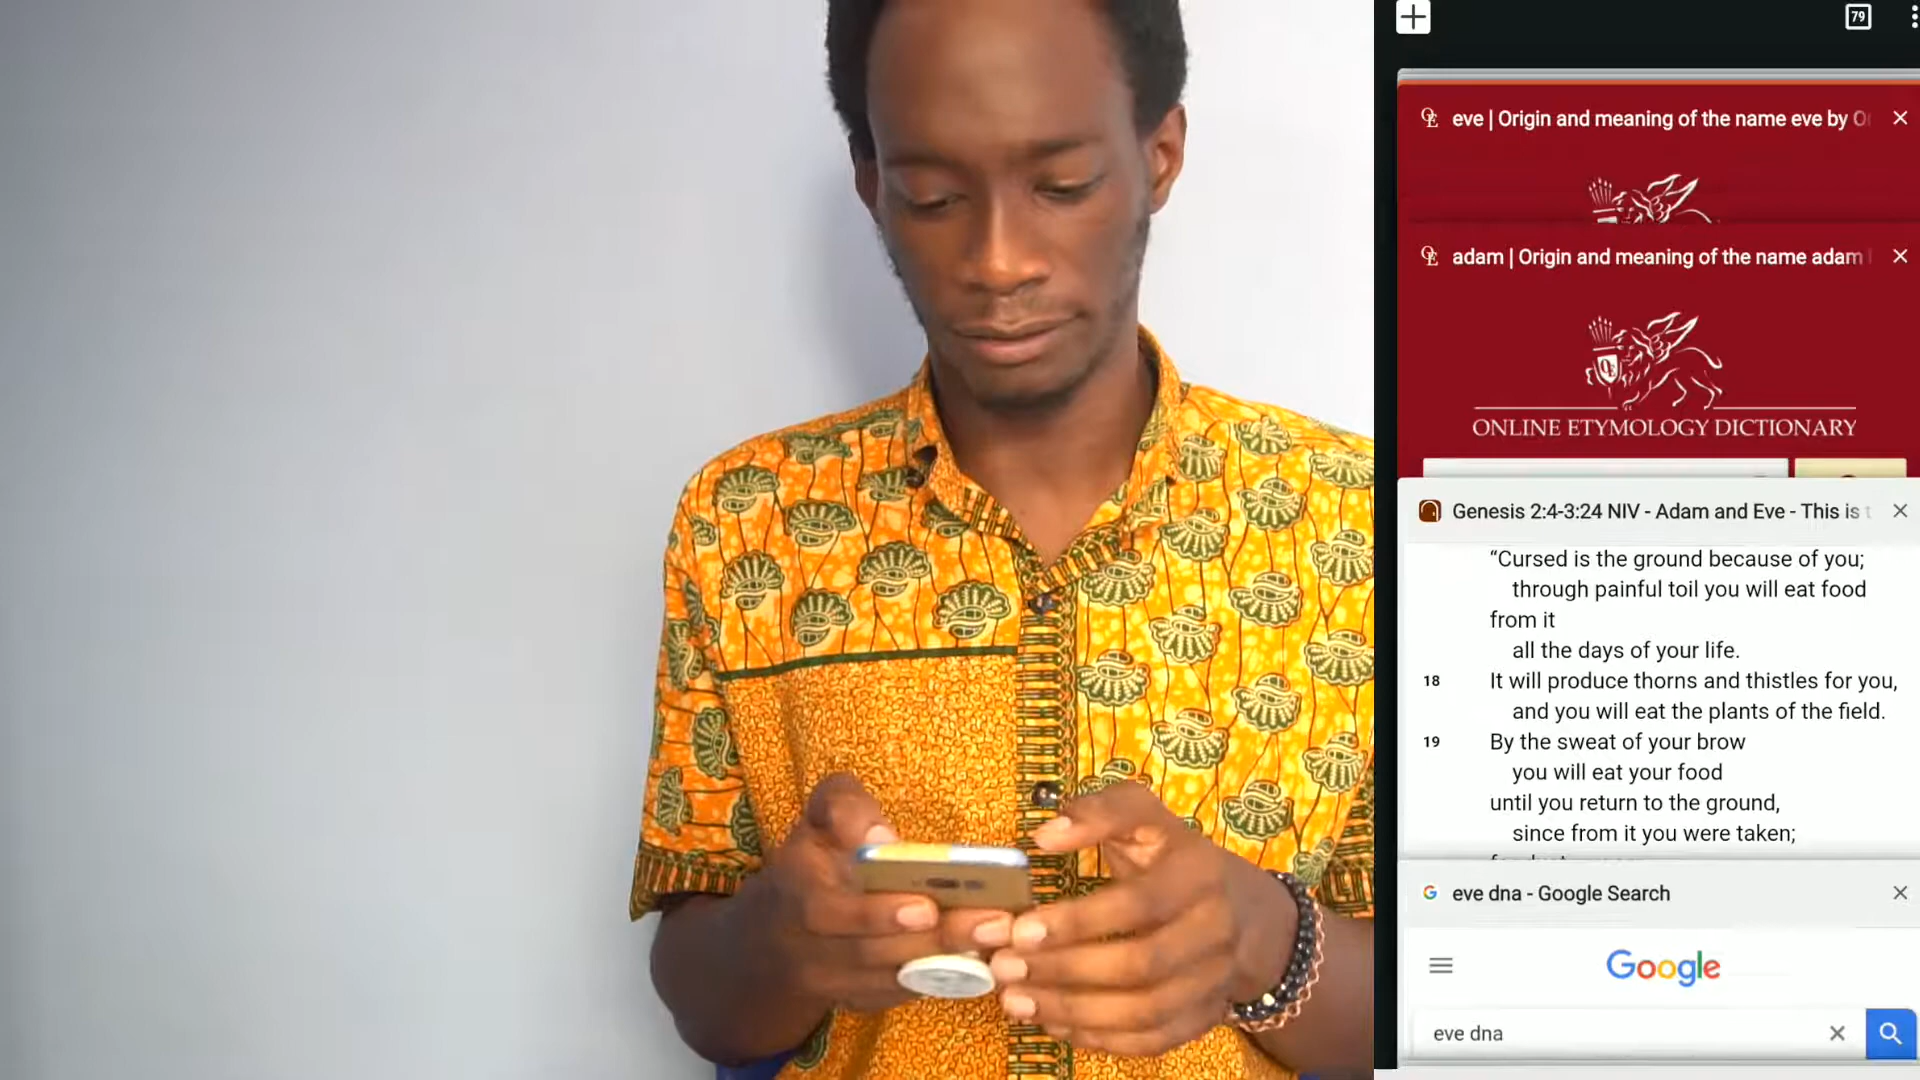 79
eve | Origin and meaning of the name eve by
adam | Origin and meaning of the name adam
ONLINE ETYMOLOGY DICTIONARY
Genesis 2:4-3:24 NIV - Adam and Eve - This is
“Cursed is the ground because of you;
through painful toil you will eat food
from it
all the days of your life.
18 It will produce thorns and thistles for you,
and you will eat the plants of the field.
19 By the sweat of your brow
you will eat your food
until you return to the ground,
since from it you were taken;
eve dna - Google Search
Google
eve dna